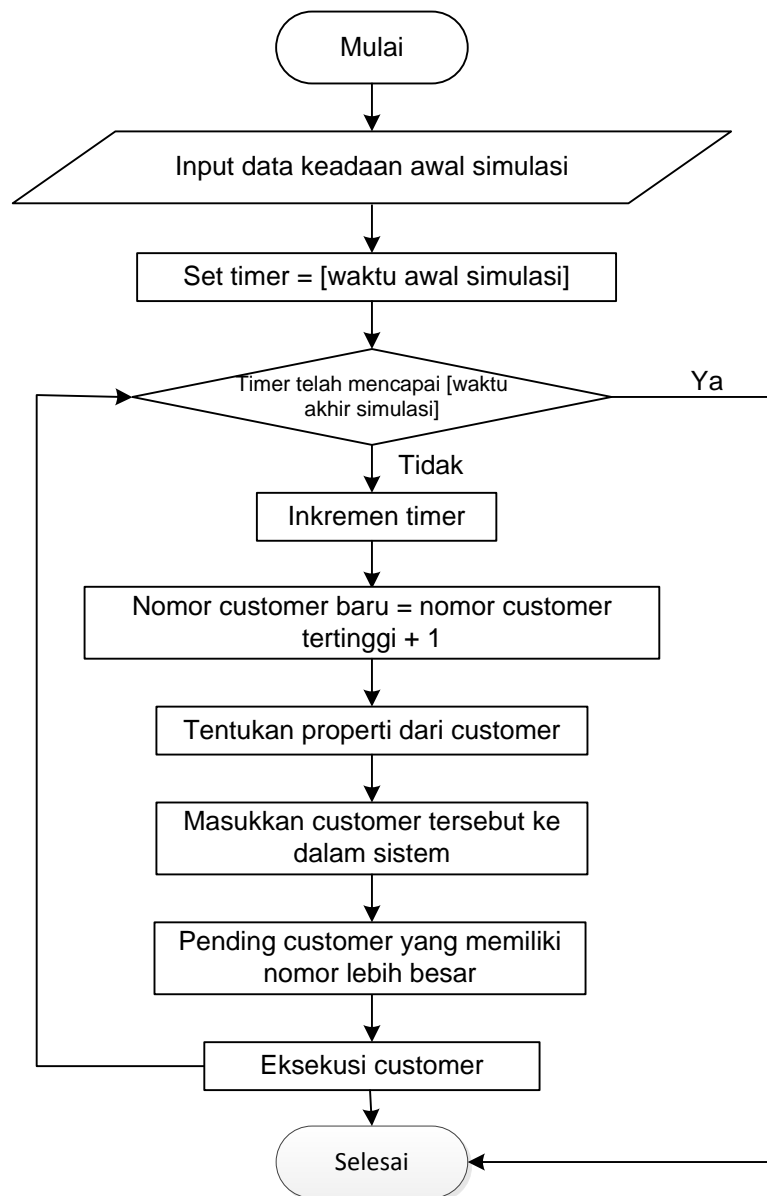 Mulai
Input data keadaan awal simulasi
Set timer = [waktu awal simulasi]
Timer telah mencapai [waktu
akhir simulasi]
Ya
Tidak
Inkremen timer
Nomor customer baru = nomor customer
tertinggi + 1
Tentukan properti dari customer
Masukkan customer tersebut ke
dalam sistem
Pending customer yang memiliki
nomor lebih besar
Eksekusi customer
Selesai